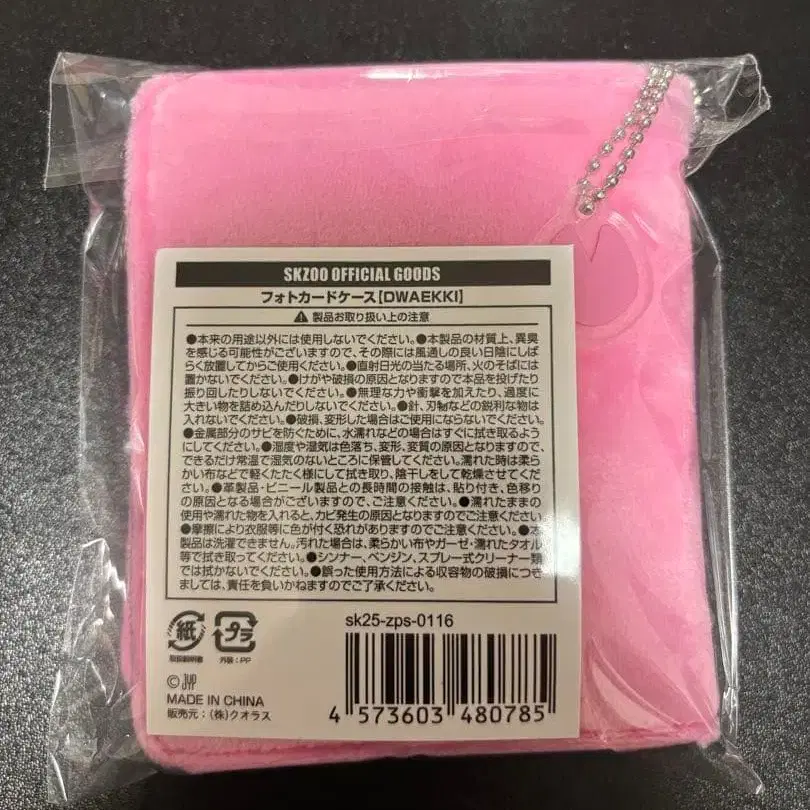 SKZOO OFFICIAL GOODS
フォトカードケース[DWAEKKI]
⚠ 製品お取り扱い上の注意
●本来の用途以外には使用しないでください。●本製品の材質上、異臭
を感じる可能性がございますので、その際には風通しの良い日陰にしば
らく放置してからご使用ください。●直射日光の当たる場所、火のそばには
置かないでください。●けがや破損の原因となりますので本品を投げたり
振り回したりしないでください。●無理な力や衝撃を加えたり、過度に
大きい物を詰め込んだりしないでください。●針、刃物などの鋭利な物は
入れないでください。●破損、変形した場合はご使用にならないでください。
●金属部分のサビを防ぐために、水濡れなどの場合はすぐに拭き取るよう
にしてください。●湿度や湿気は色落ち、変形、変質の原因となりますので、
できるだけ常温で湿気のないところに保管してください。濡れた時は柔ら
かい布などで軽くたたく様にして拭き取り、陰干しをして乾燥させてくださ
い。●革製品・ビニール製品との長時間の接触は、貼り付き、色移り
の原因となる場合がございますので、ご注意ください。●濡れたままの
使用や濡れた物を入れると、カビ発生の原因となりますのでご注意ください。
●摩擦により衣服等に色が付く恐れがありますのでご注意ください。●本
製品は洗濯できません。汚れた場合は、柔らかい布やガーゼ・濡れたタオル
等で拭き取ってください。●シンナー、ベンジン、スプレー式クリーナー類
では拭かないでください。●誤った使用方法による収容物の破損につき
ましては、責任を負いかねますのでご了承ください。
紙
取扱説明書
プラ
外装:PP
sk25-zps-0116
© JYP
MADE IN CHINA
販売元:(株)クオラス
4 573603 480785